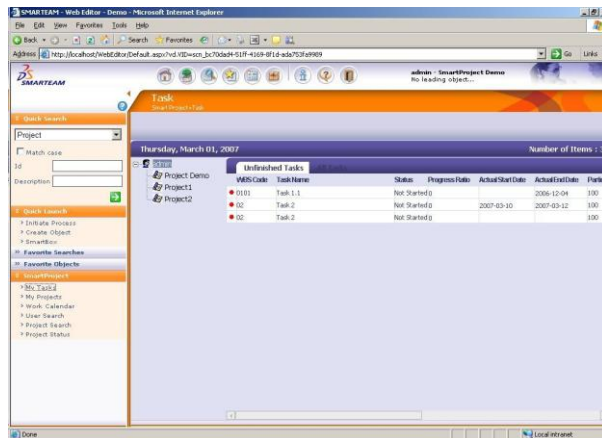 SMARTEAM - Web Editor - Demo - Microsoft Internet Explorer
File Edit View Favorites Tools Help
Back Search Favorites
Address http://localhost/WebEditor/Default.aspx?vd.VID=scn_bc70dad4-51ff-4369-8f1d-ada753fa9989 Go Links
SMARTEAM
admin - SmartProject Demo
No leading object...
Task
SmartProject>Task
Quick Search
Project
Match case
Id
Description
Quick Launch
Initiate Process
Create Object
SmartBox
Favorite Searches
Favorite Objects
SmartProject
My Tasks
My Projects
Work Calendar
User Search
Project Search
Project Status
Thursday, March 01, 2007 Number of Items : 3
admin
Project Demo
Project1
Project2
Unfinished Tasks All Tasks
WBS Code Task Name Status Progress Ratio Actual Start Date Actual End Date
0101 Task 1.1 Not Started 0 2006-12-04 100
02 Task 2 Not Started 0 2007-03-10 2007-03-12 100
02 Task 2 Not Started 0 100
Done Local intranet